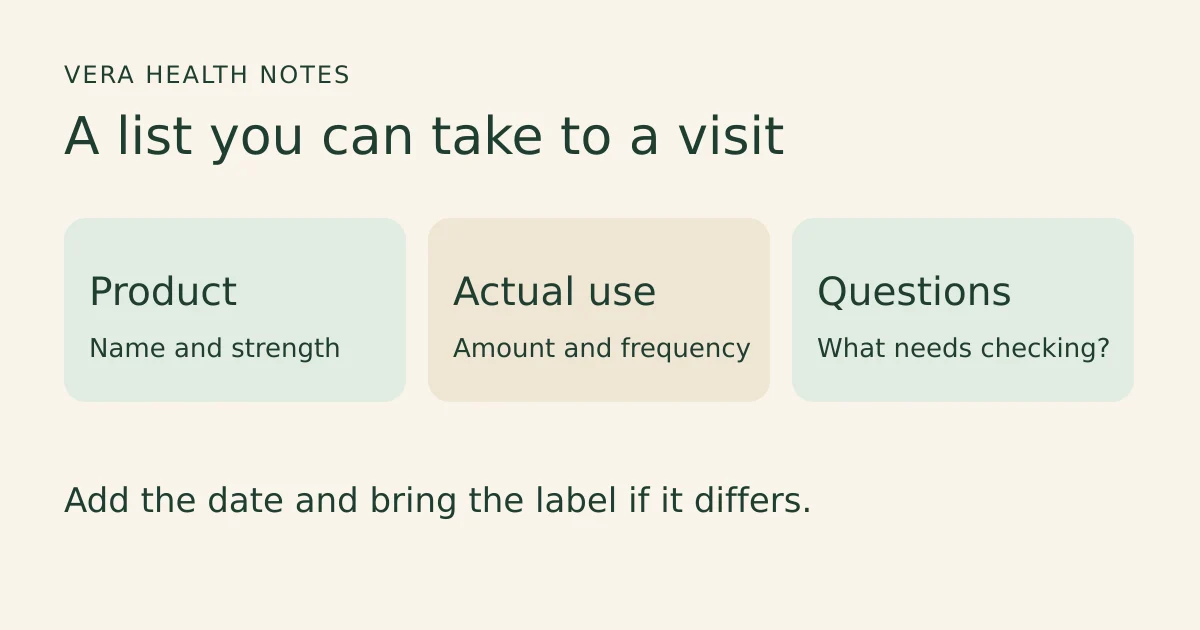 VERA HEALTH NOTES
A list you can take to a visit
Product
Name and strength
Actual use
Amount and frequency
Questions
What needs checking?
Add the date and bring the label if it differs.